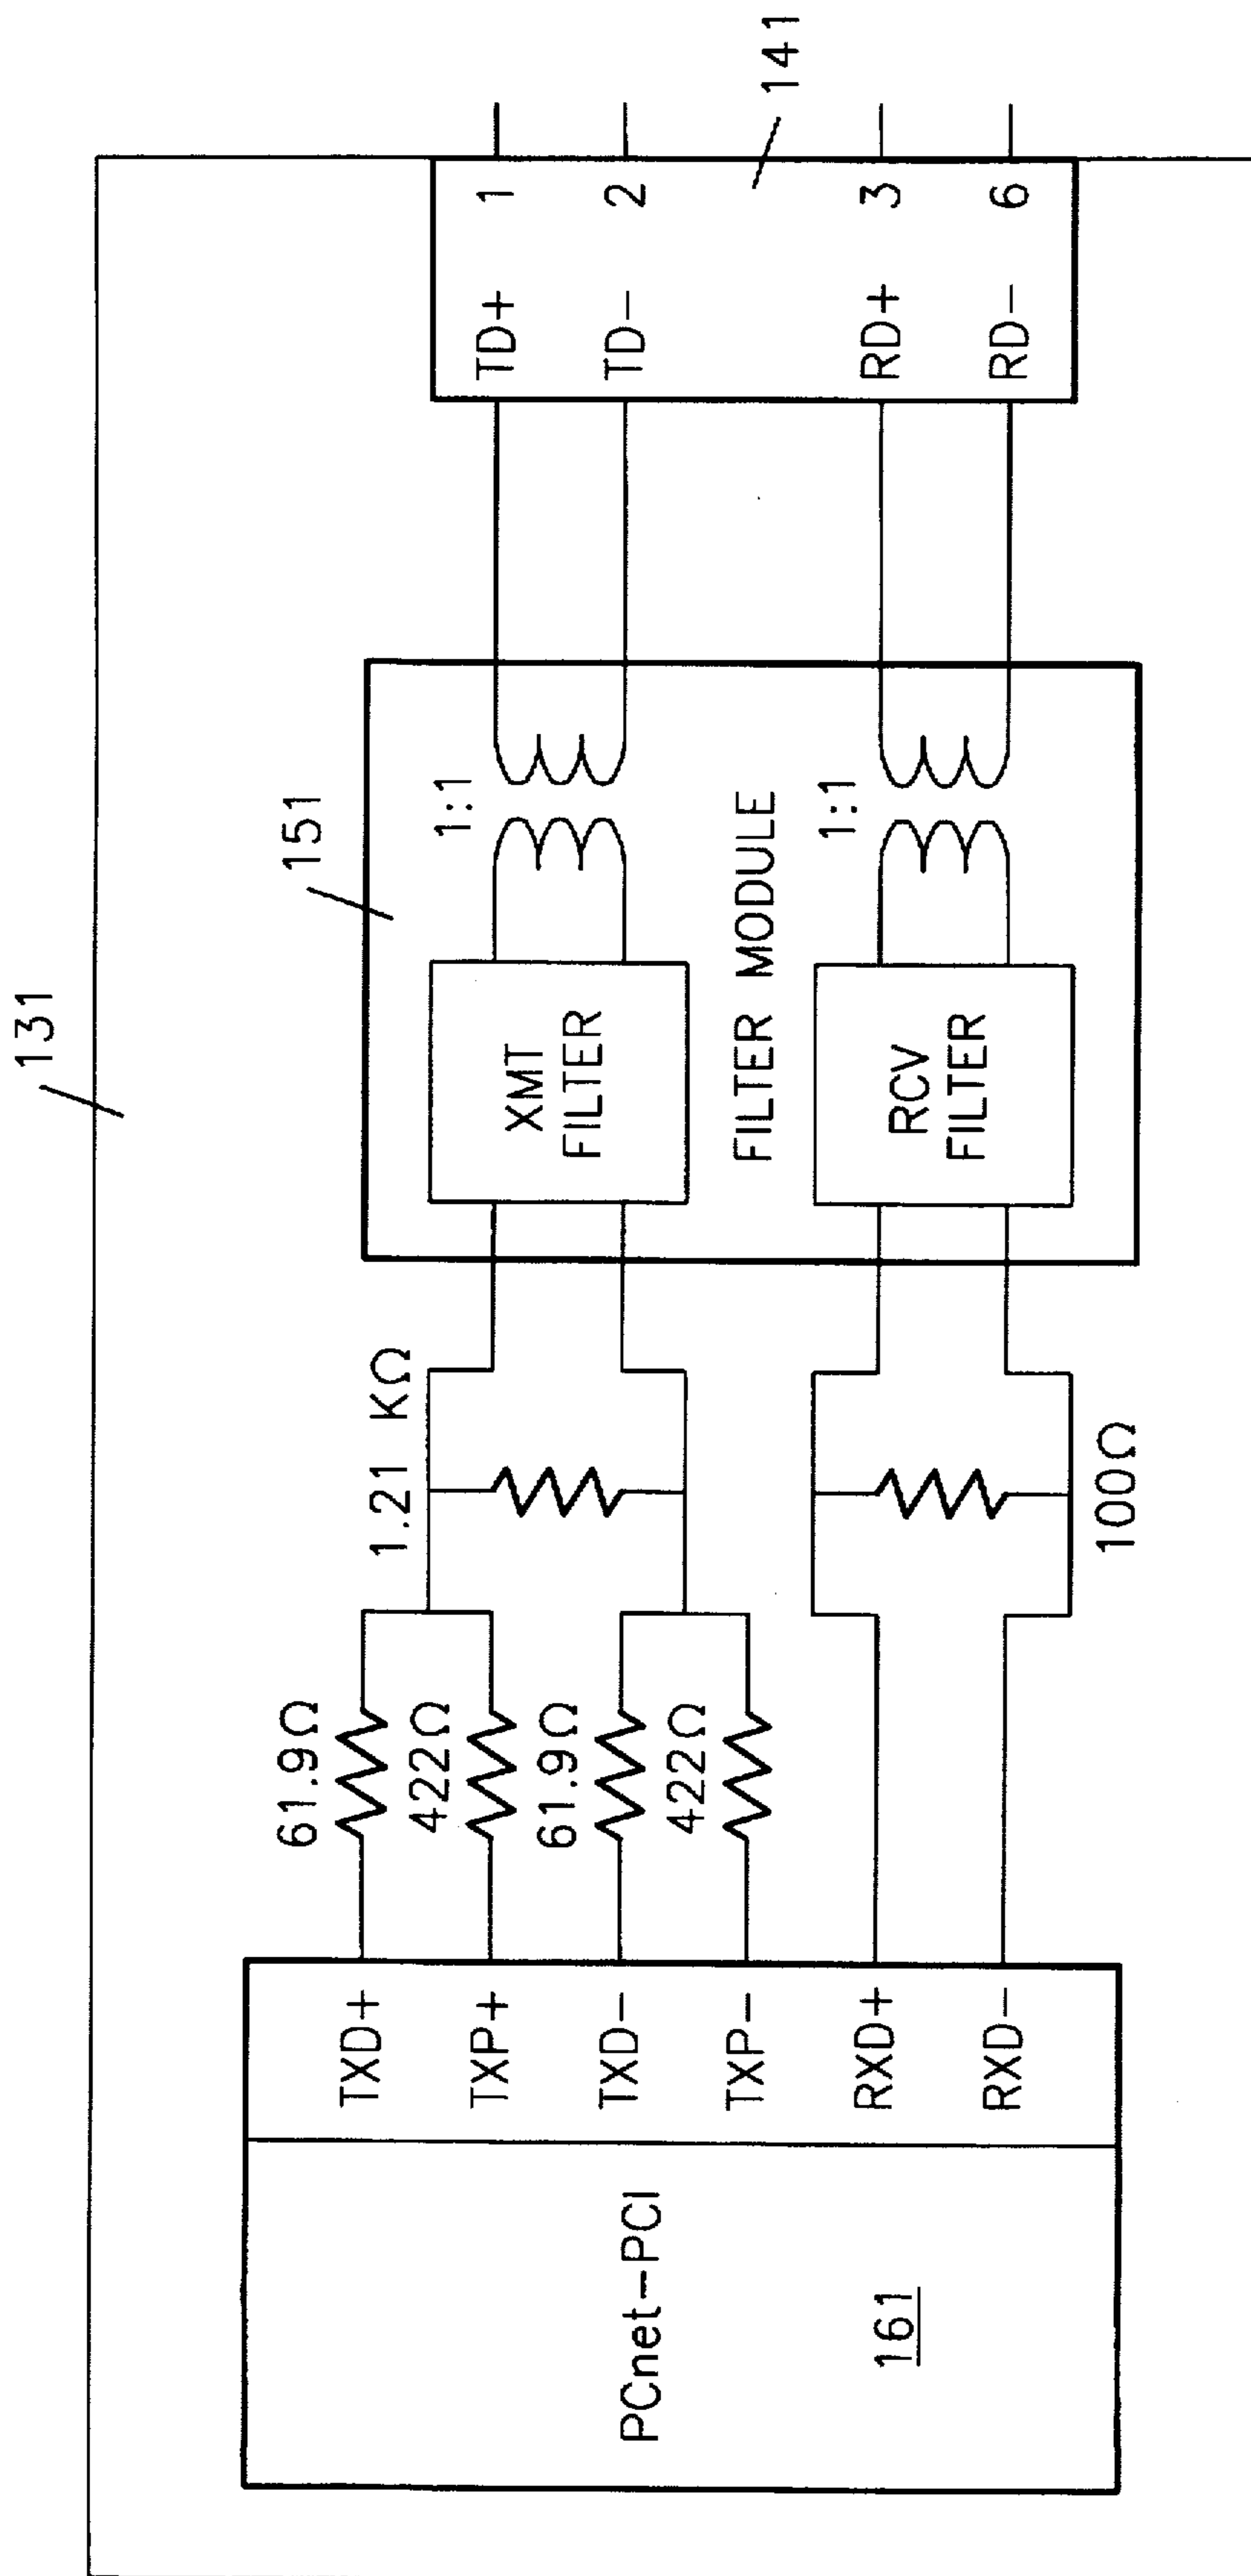 131
PCnet-PCI
161
TXD+
TXP+
TXD-
TXP-
RXD+
RXD-
61.9Ω
422Ω
61.9Ω
422Ω
1.21 KΩ
100Ω
151
XMT
FILTER
1:1
FILTER MODULE
RCV
FILTER
1:1
TD+ 1
TD- 2
RD+ 3
RD- 6
141